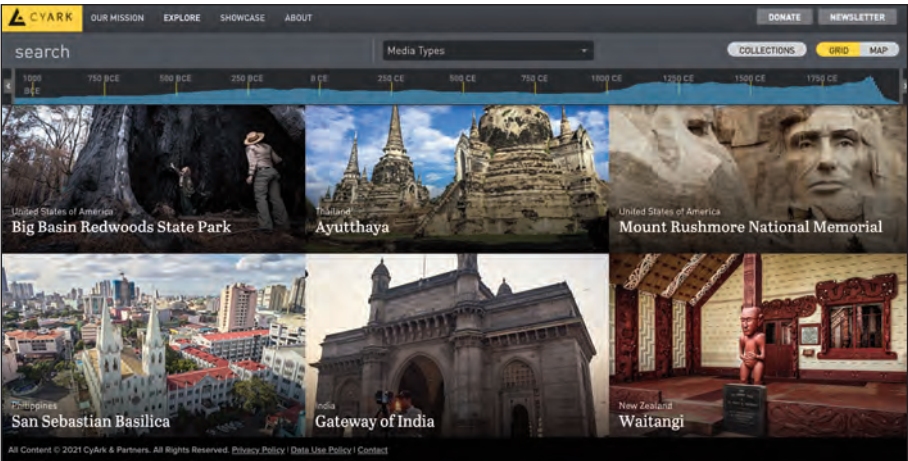 CYARK OUR MISSION EXPLORE SHOWCASE ABOUT DONATE NEWSLETTER
search Media Types COLLECTIONS GRID MAP
1000 BCE 750 BCE 500 BCE 250 BCE 0 CE 250 CE 500 CE 750 CE 1000 CE 1250 CE 1500 CE 1750 CE
United States of America
Big Basin Redwoods State Park
Thailand
Ayutthaya
United States of America
Mount Rushmore National Memorial
Philippines
San Sebastian Basilica
India
Gateway of India
New Zealand
Waitangi
All Content © 2021 CyArk & Partners. All Rights Reserved. Privacy Policy | Data Use Policy | Contact